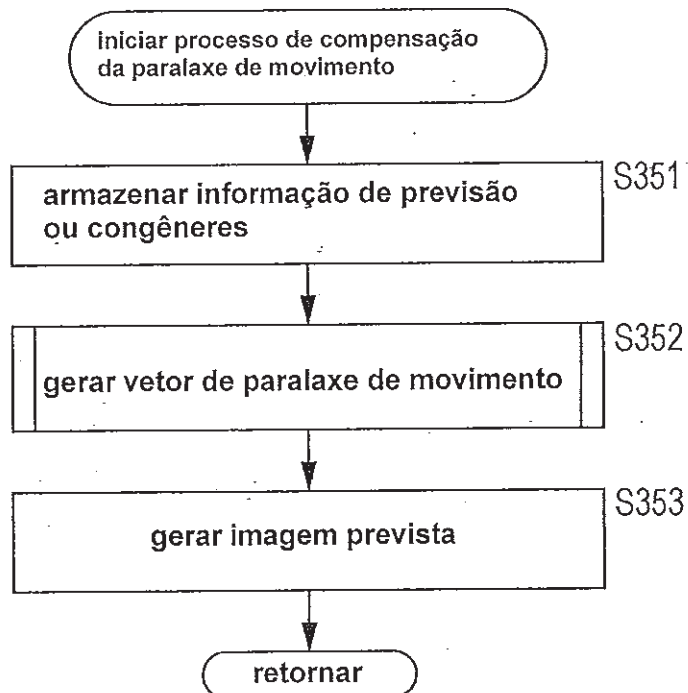 iniciar processo de compensação
da paralaxe de movimento
S351
armazenar informação de previsão
ou congêneres
S352
gerar vetor de paralaxe de movimento
S353
gerar imagem prevista
retornar